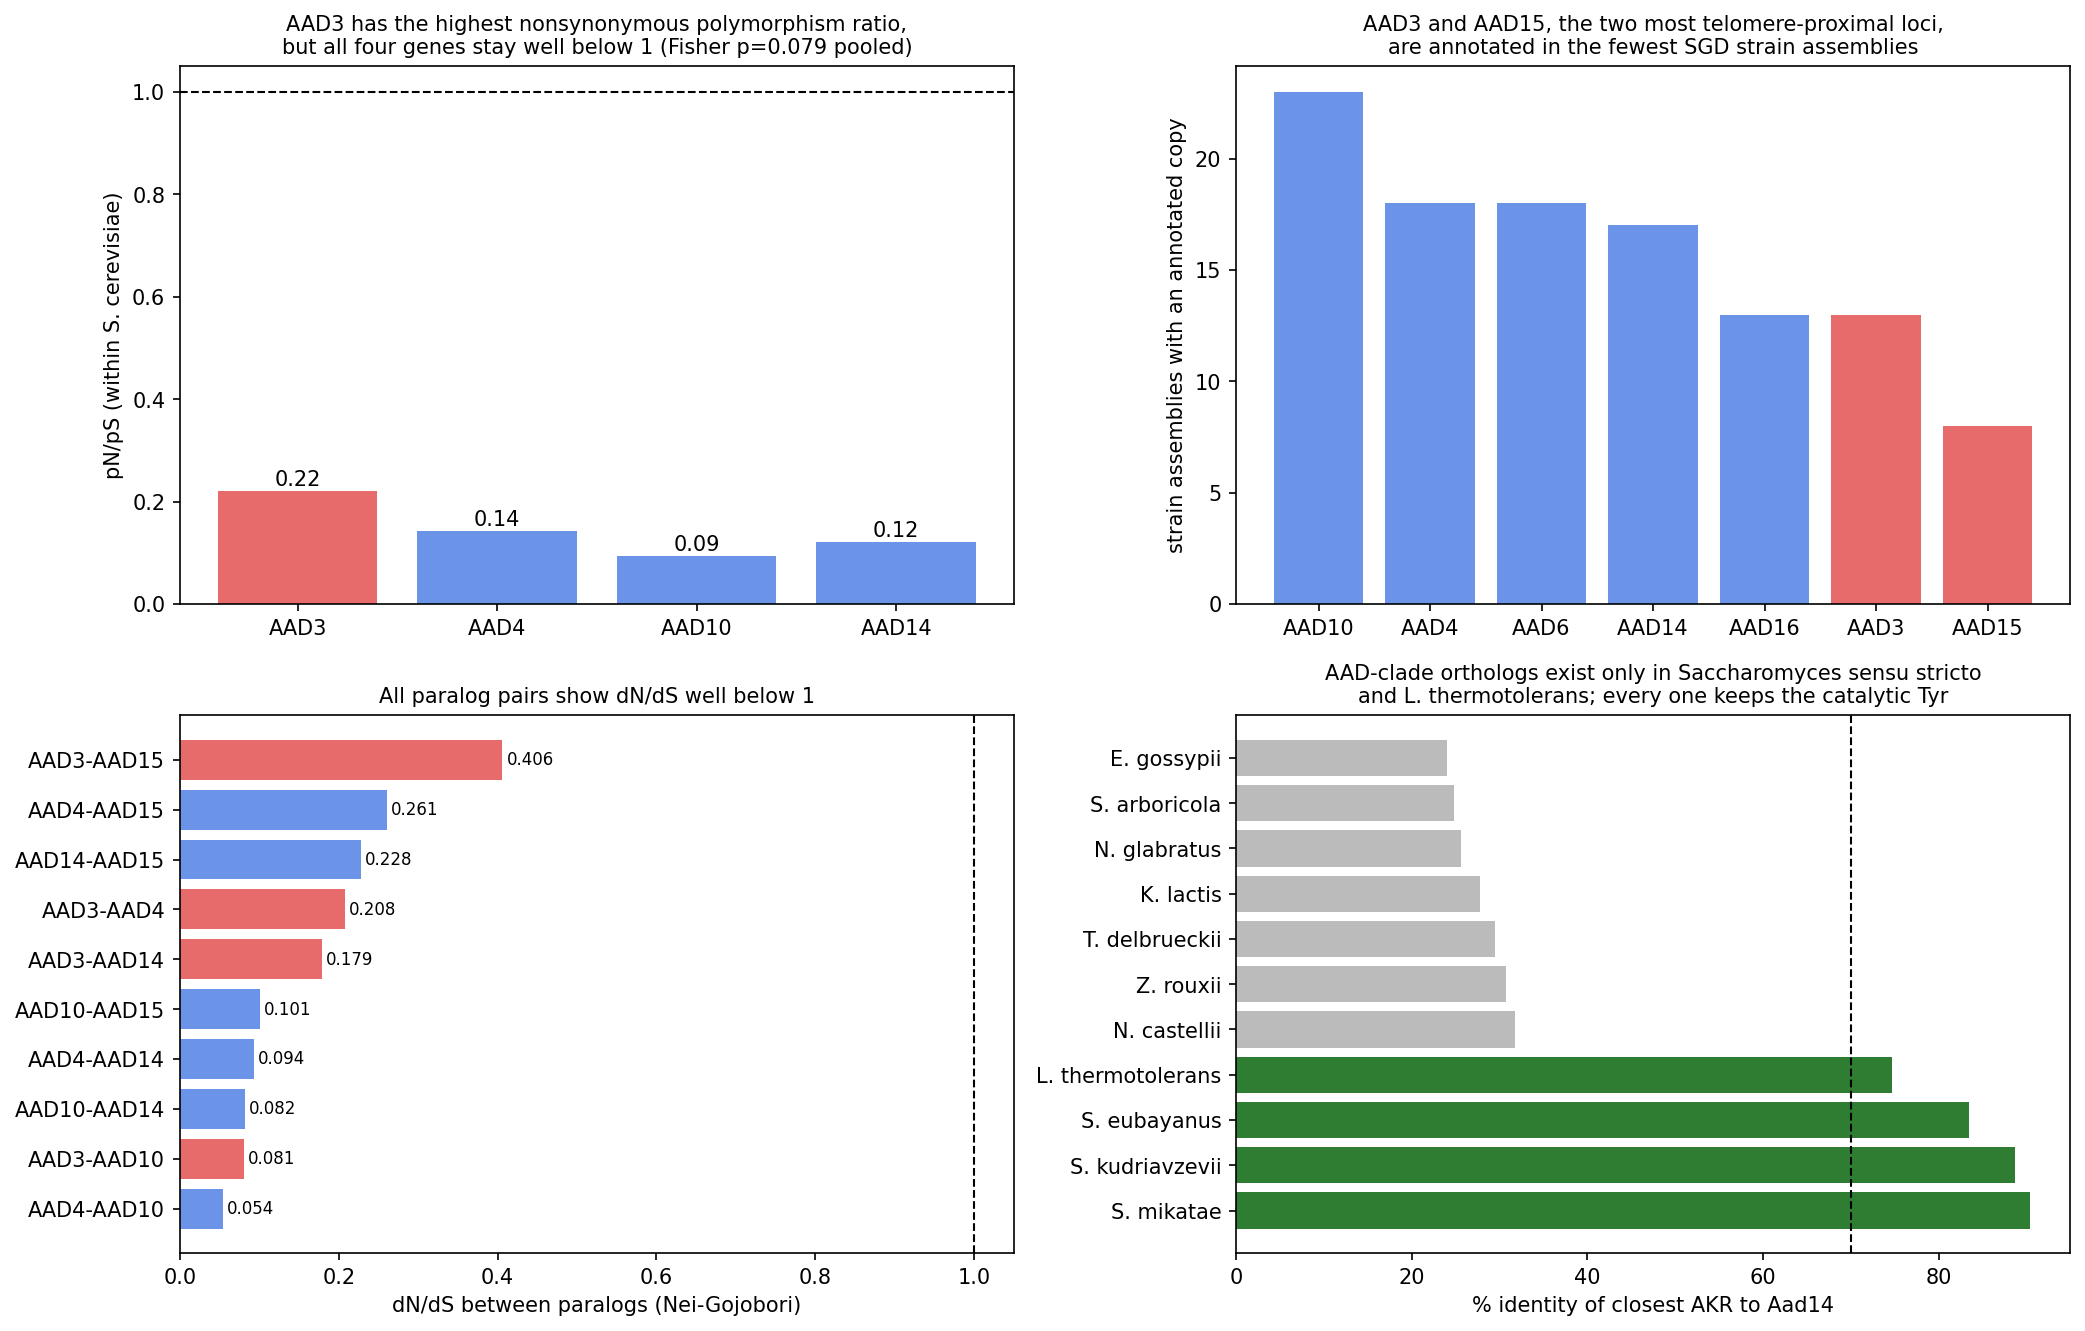 AAD3 has the highest nonsynonymous polymorphism ratio,
but all four genes stay well below 1 (Fisher p=0.079 pooled)
pN/pS (within S. cerevisiae)
1.0
0.8
0.6
0.4
0.2
0.0
0.22
0.14
0.09
0.12
AAD3
AAD4
AAD10
AAD14
AAD3 and AAD15, the two most telomere-proximal loci,
are annotated in the fewest SGD strain assemblies
strain assemblies with an annotated copy
20
15
10
5
0
AAD10
AAD4
AAD6
AAD14
AAD16
AAD3
AAD15
All paralog pairs show dN/dS well below 1
AAD3-AAD15
0.406
AAD4-AAD15
0.261
AAD14-AAD15
0.228
AAD3-AAD4
0.208
AAD3-AAD14
0.179
AAD10-AAD15
0.101
AAD4-AAD14
0.094
AAD10-AAD14
0.082
AAD3-AAD10
0.081
AAD4-AAD10
0.054
0.0
0.2
0.4
0.6
0.8
1.0
dN/dS between paralogs (Nei-Gojobori)
AAD-clade orthologs exist only in Saccharomyces sensu stricto
and L. thermotolerans; every one keeps the catalytic Tyr
E. gossypii
S. arboricola
N. glabratus
K. lactis
T. delbrueckii
Z. rouxii
N. castellii
L. thermotolerans
S. eubayanus
S. kudriavzevii
S. mikatae
0
20
40
60
80
% identity of closest AKR to Aad14